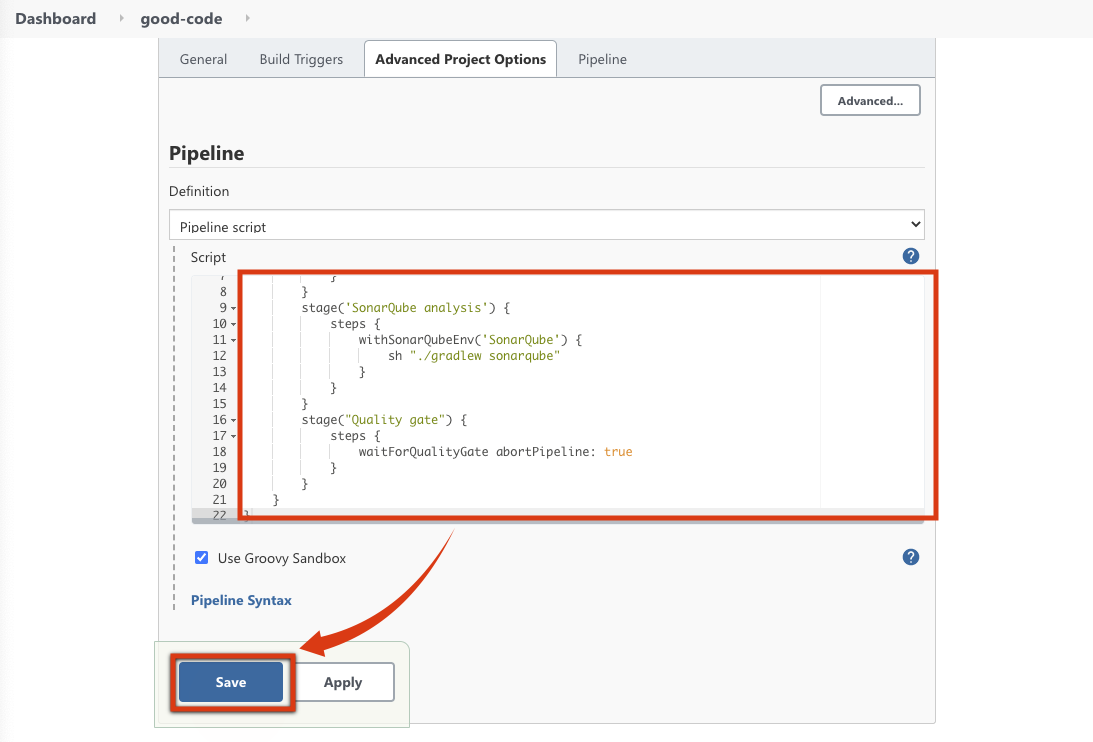 Dashboard good-code
General Build Triggers Advanced Project Options Pipeline
Advanced...
Pipeline
Definition
Pipeline script
Script
?
7 }
8 }
9 stage('SonarQube analysis') {
10 steps {
11 withSonarQubeEnv('SonarQube') {
12 sh "./gradlew sonarqube"
13 }
14 }
15 }
16 stage("Quality gate") {
17 steps {
18 waitForQualityGate abortPipeline: true
19 }
20 }
21 }
22 }
Use Groovy Sandbox
?
Pipeline Syntax
Save Apply